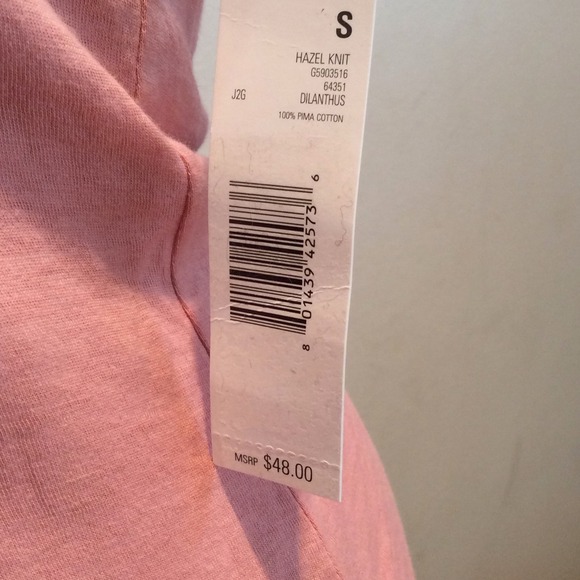 S
HAZEL KNIT
G5903516
64351
J2G DILANTHUS
100% PIMA COTTON
8 01439 42573 6
MSRP $48.00